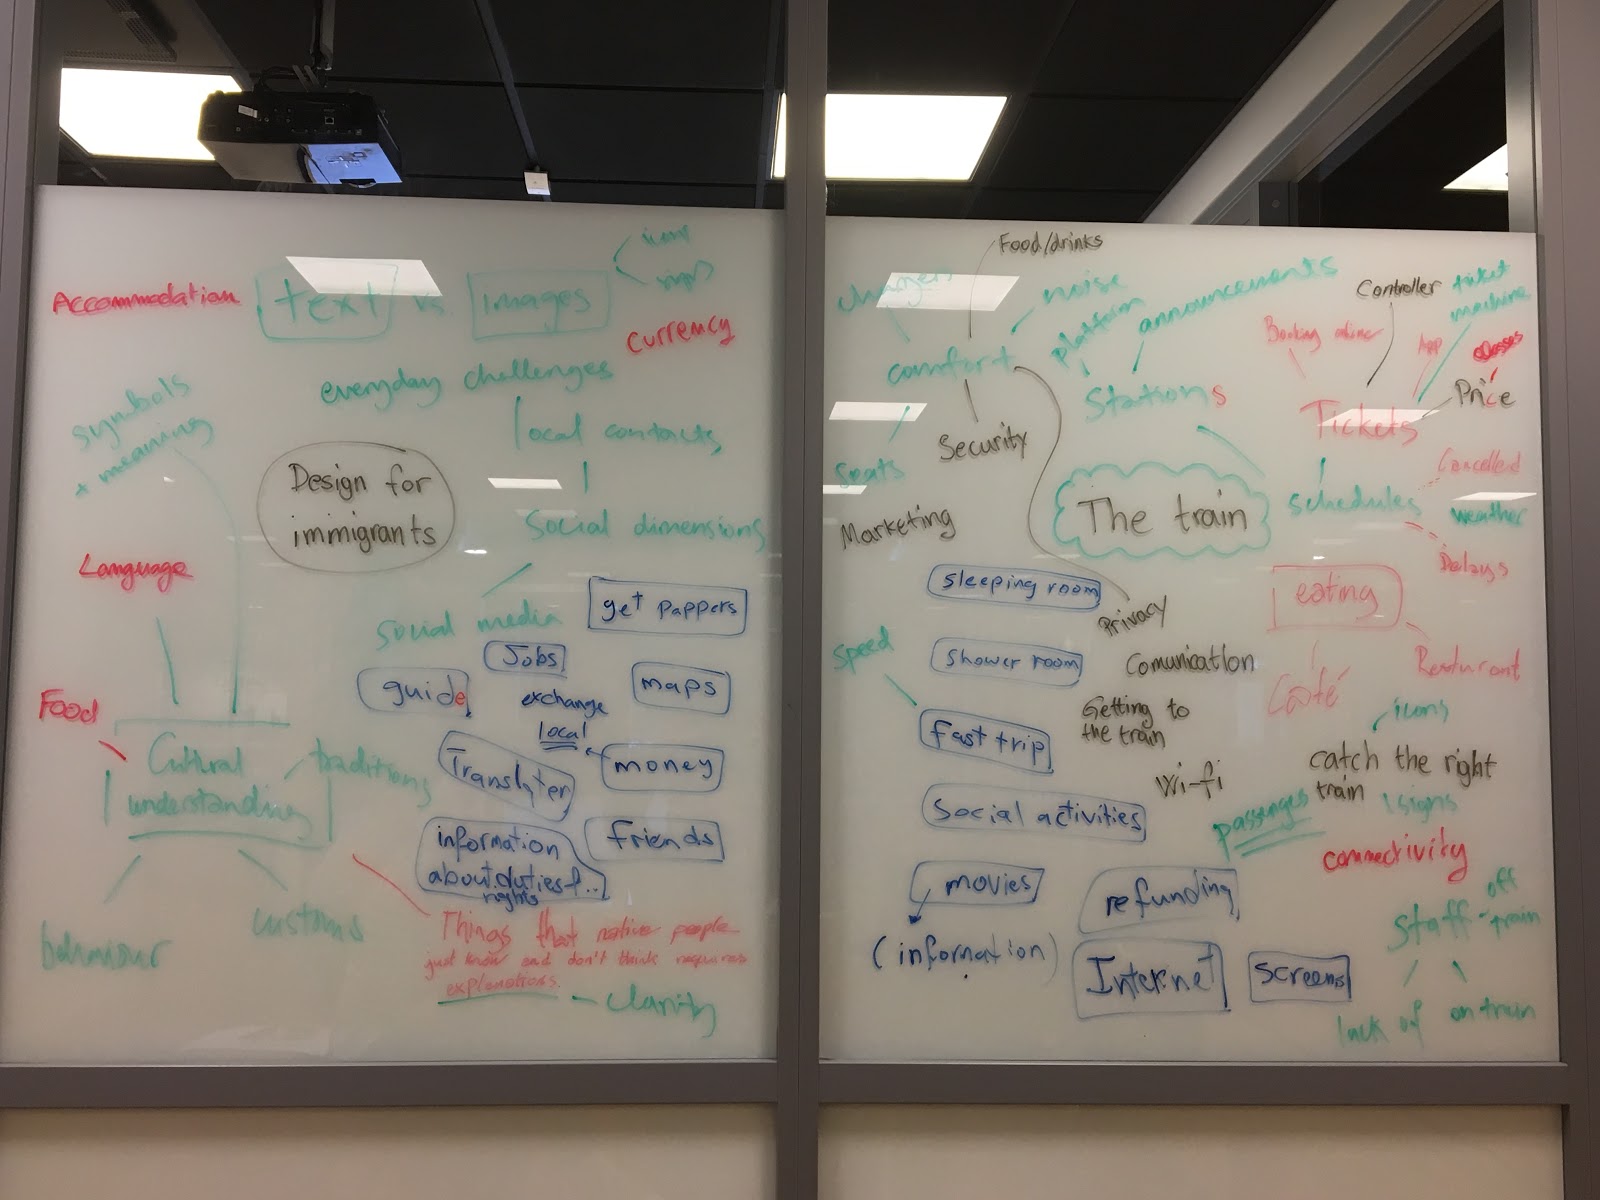 Accommodation
text vs. images
icons
Currency
everyday challenges
local contacts
symbols
+ meaning
Design for
immigrants
Social dimensions
Language
social media
get pappers
Jobs
guide
maps
exchange
local
money
Translater
Friends
information
about duties f..
rights
Food
Cultural
understanding
traditions
behaviour
customs
Things that native people
just know and don't think requires
explanations.
- clarity
Food/drinks
chargers
noise
comfort
Seats
Security
platform
announcements
Stations
Controller
ticket
machine
Booking online
App
Price
Tickets
schedules
Cancelled
weather
Delays
The train
Marketing
sleeping room
Privacy
eating
Resturant
Café
speed
shower room
Comunication
Getting to
the train
Fast trip
Wi-fi
icons
catch the right
train
signs
passenges
connectivity
Social activities
movies
(information)
refunding
Internet
screens
Staff - off
train
lack of
on train